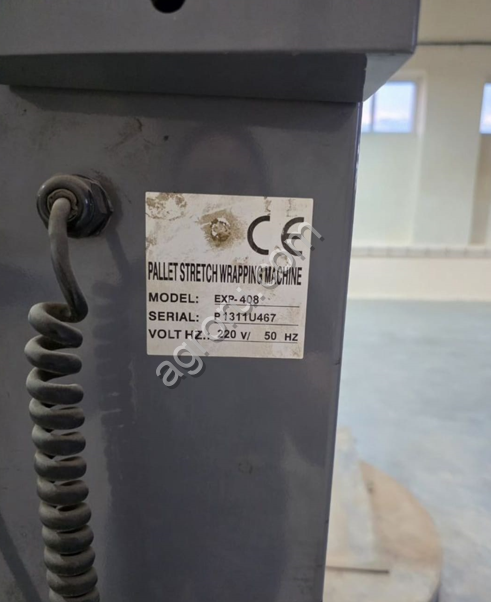 CE
PALLET STRETCH WRAPPING MACHINE
MODEL: EXP-408
SERIAL: P1311U467
VOLT HZ.: 220 V/ 50 HZ